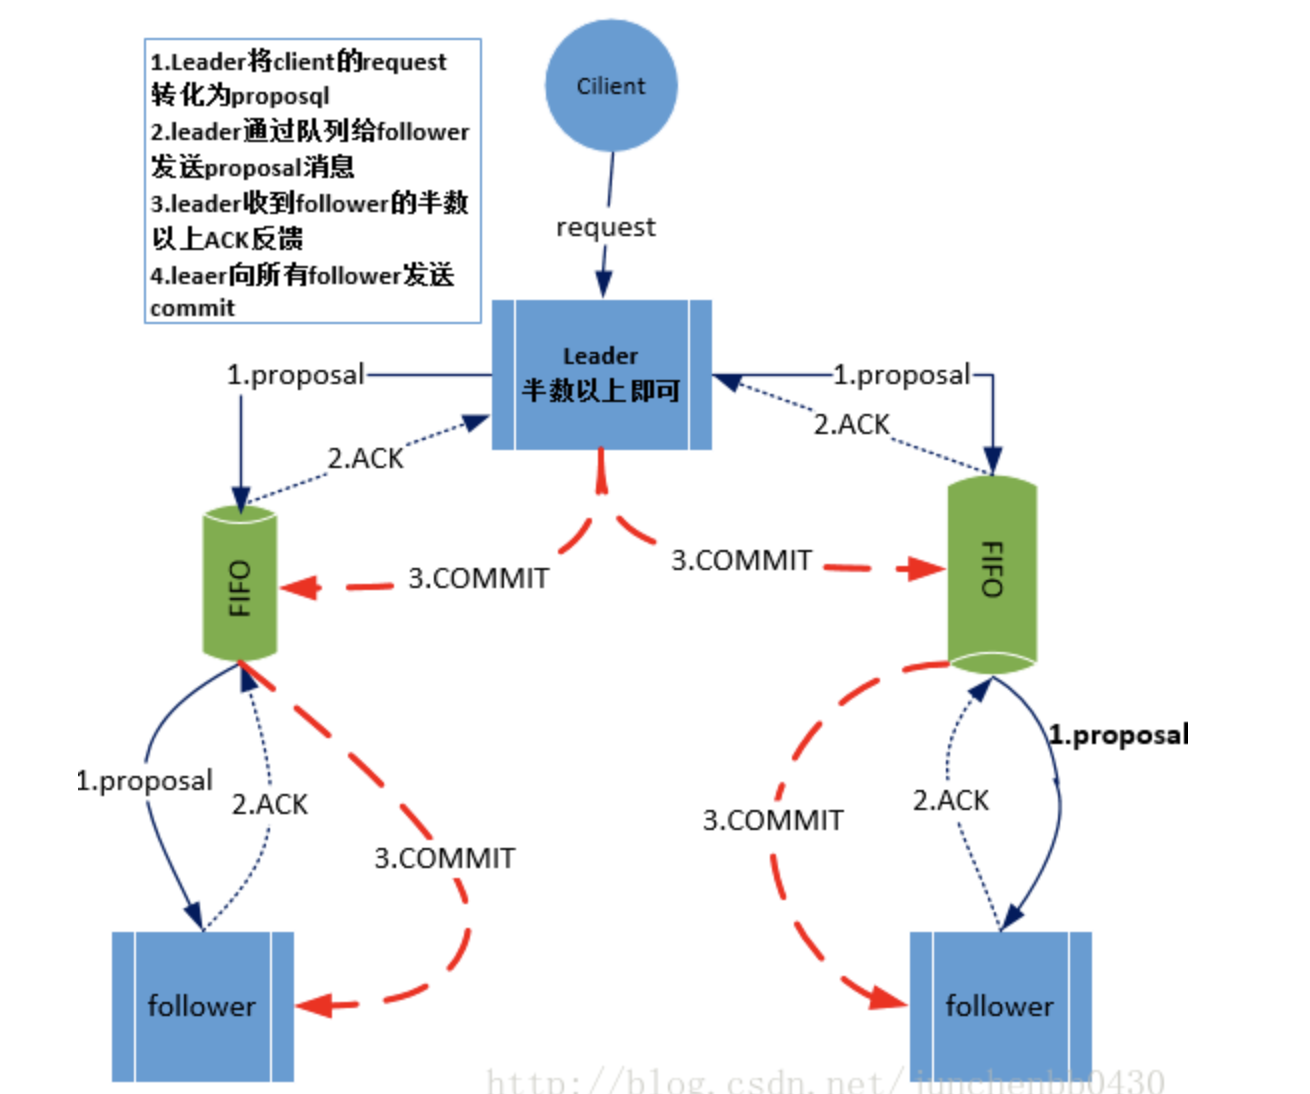 1.Leader将client的request
转化为proposql
2.leader通过队列给follower
发送proposal消息
3.leader收到follower的半数
以上ACK反馈
4.leaer向所有follower发送
commit
Cilient
request
Leader
半数以上即可
1.proposal
1.proposal
2.ACK
2.ACK
3.COMMIT
3.COMMIT
FIFO
FIFO
1.proposal
2.ACK
3.COMMIT
3.COMMIT
2.ACK
1.proposal
follower
follower
http://blog.csdn.net/junchenbb0430